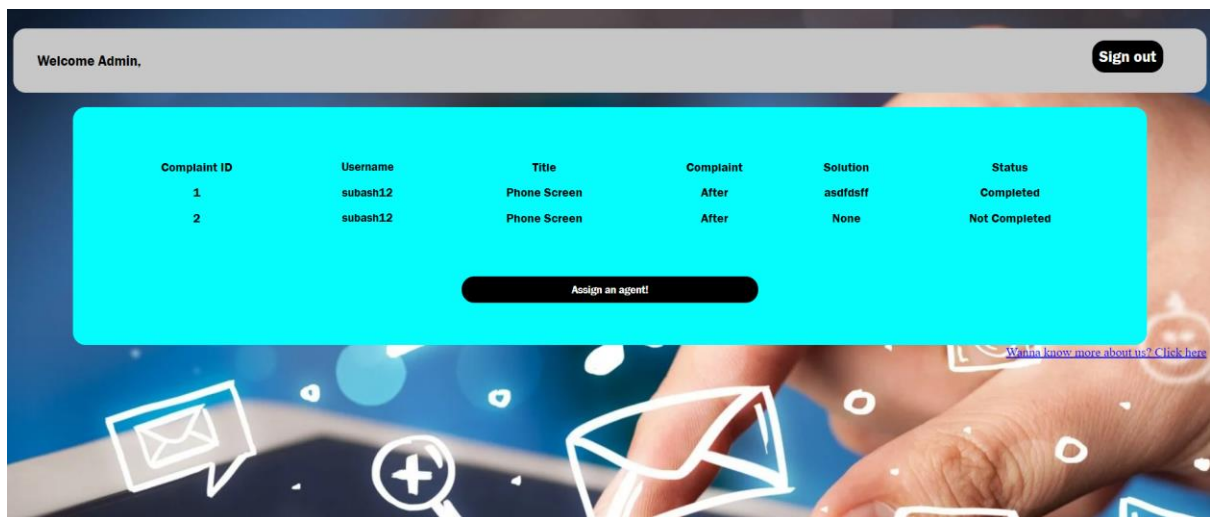 Welcome Admin,
Sign out
Complaint ID Username Title Complaint Solution Status
1 subash12 Phone Screen After asdfdsff Completed
2 subash12 Phone Screen After None Not Completed
Assign an agent!
Wanna know more about us? Click here